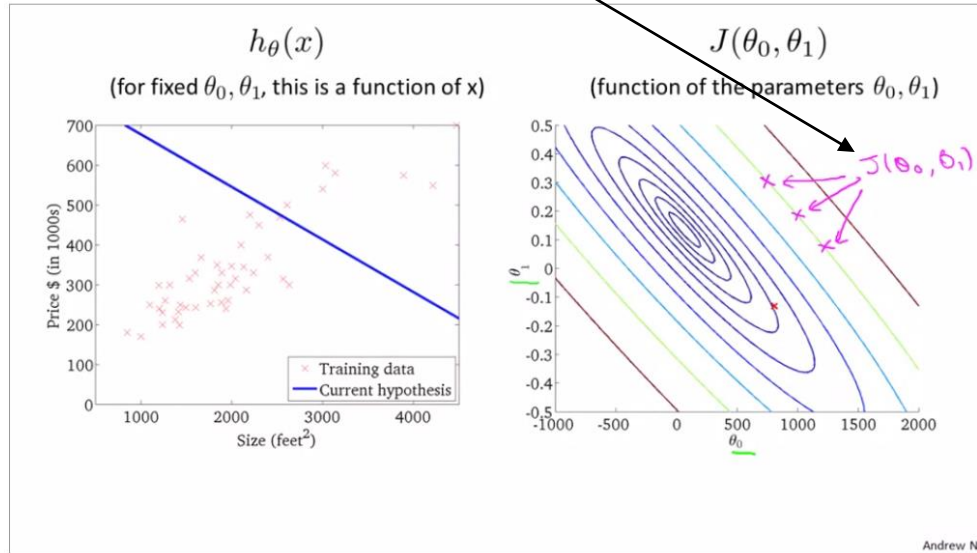 hθ(x)
(for fixed θ0, θ1, this is a function of x)
700
600
500
400
300
200
100
0
Price $ (in 1000s)
1000 2000 3000 4000
Size (feet²)
Training data
Current hypothesis
J(θ0, θ1)
(function of the parameters θ0, θ1)
0.5
0.4
0.3
0.2
0.1
0
-0.1
-0.2
-0.3
-0.4
-0.5
θ1
-1000 -500 0 500 1000 1500 2000
θ0
J(θ0, θ1)
Andrew N